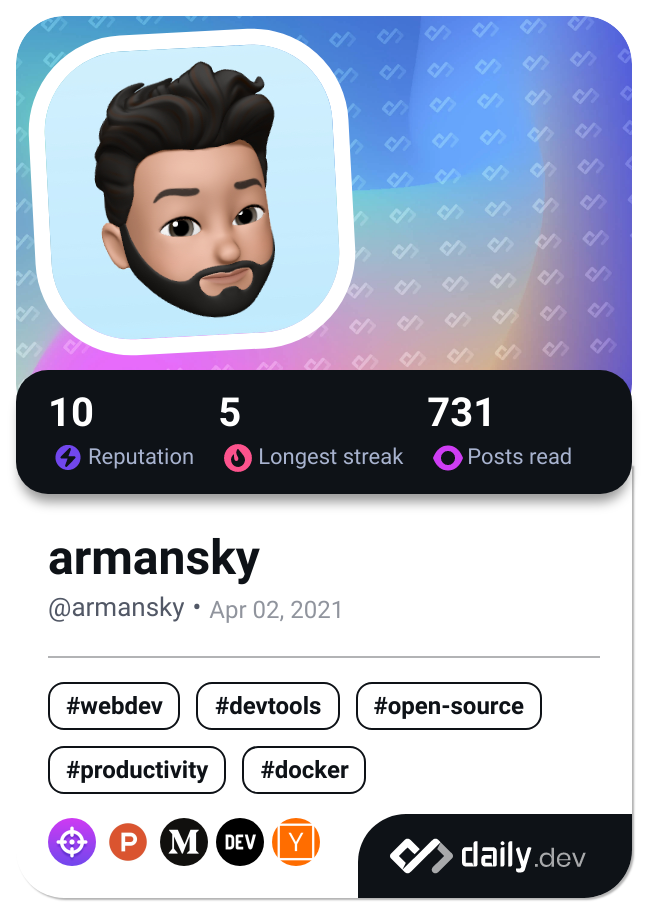 10 5 731
Reputation Longest streak Posts read
armansky
@armansky • Apr 02, 2021
#webdev #devtools #open-source
#productivity #docker
P M DEV Y daily.dev